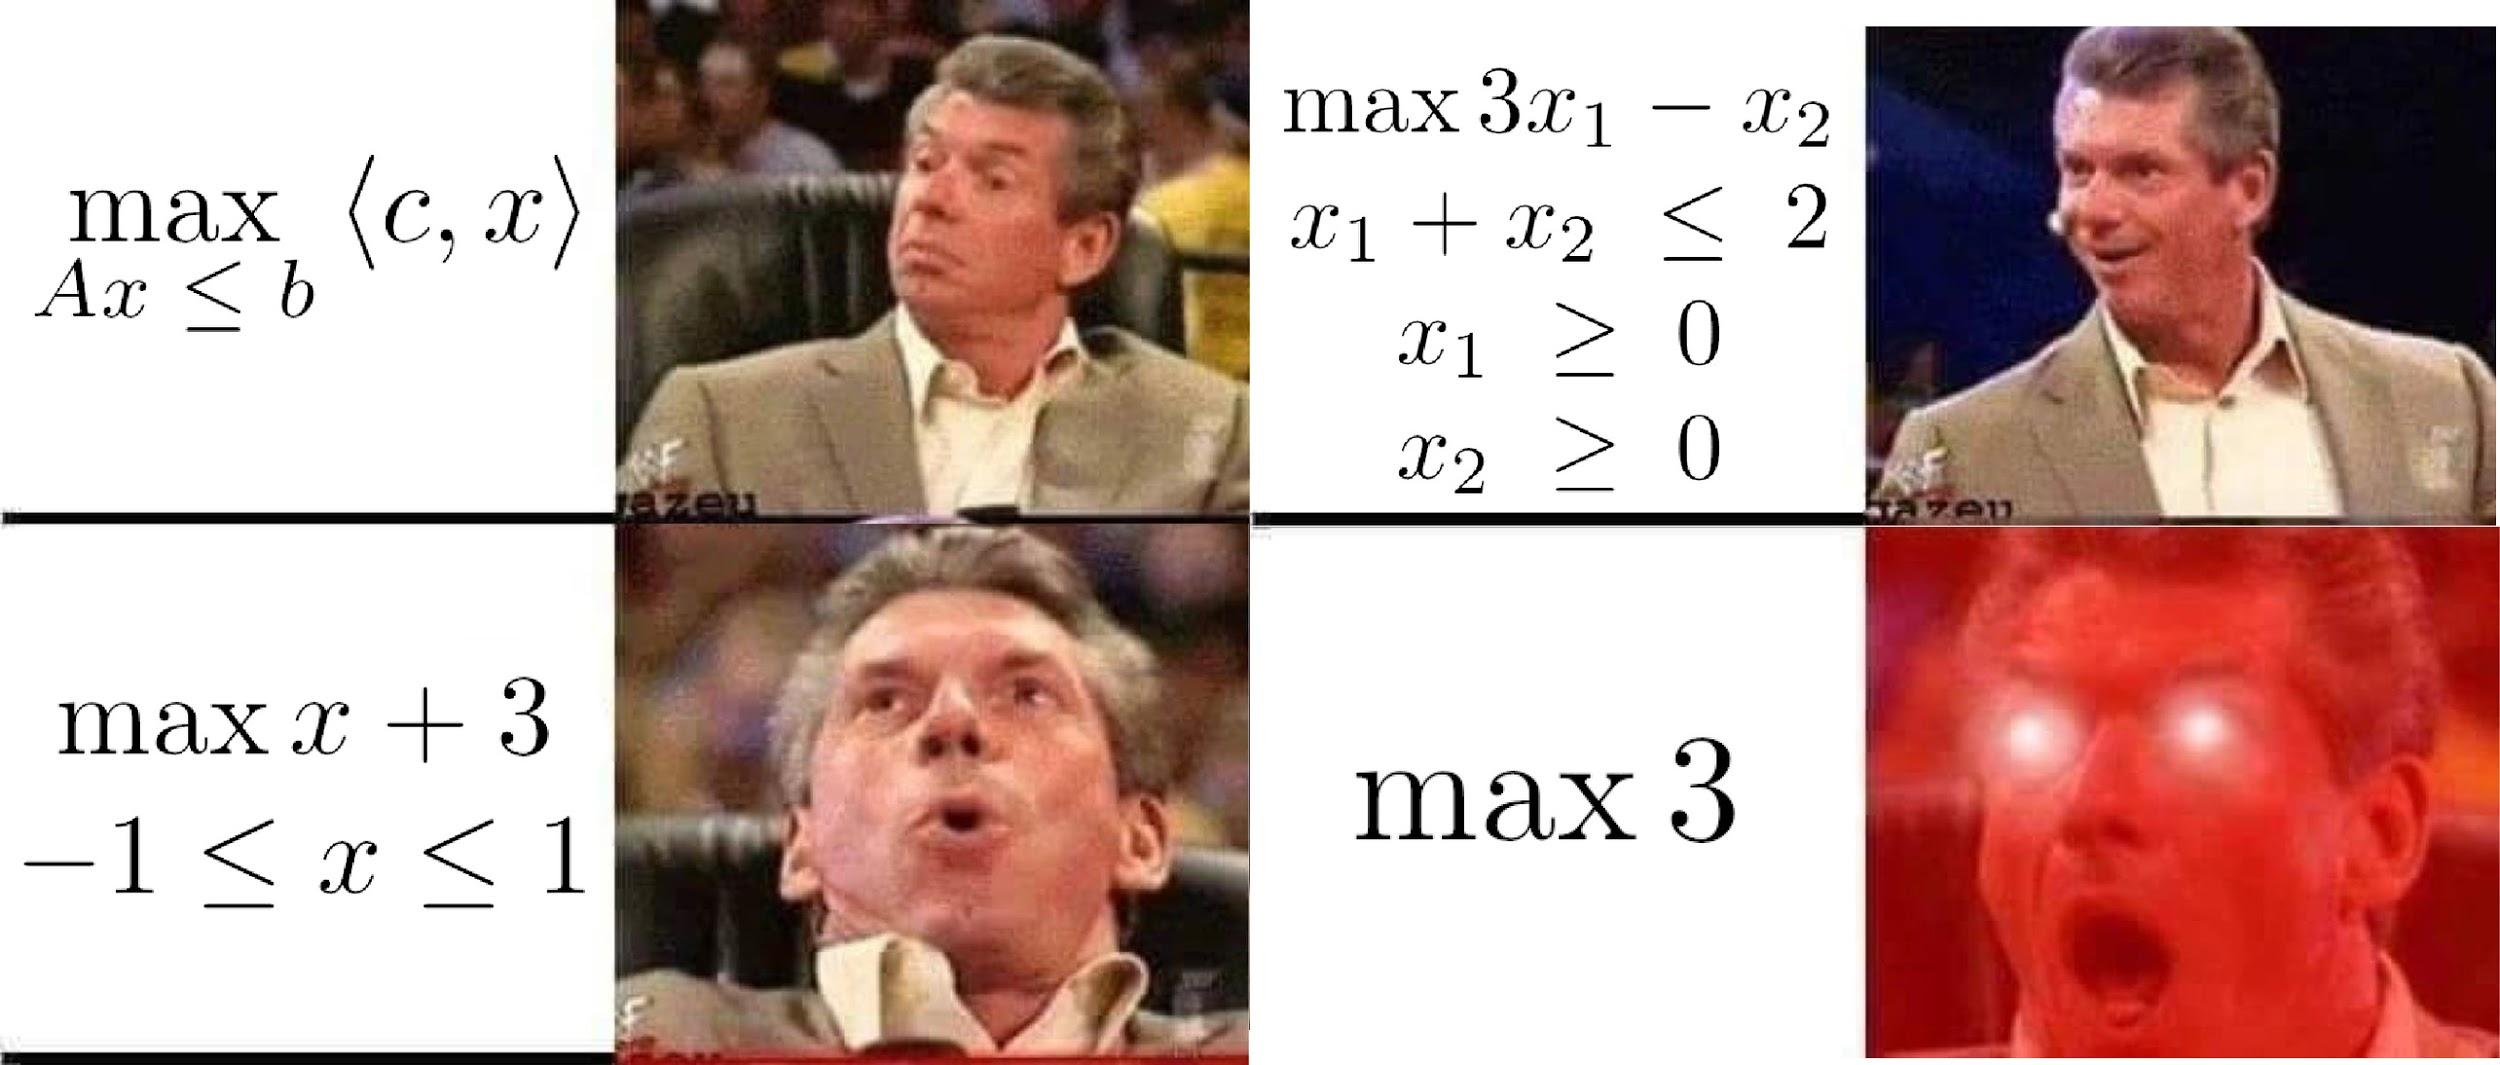 max ⟨c, x⟩
Ax ≤ b
max 3x₁ − x₂
x₁ + x₂ ≤ 2
x₁ ≥ 0
x₂ ≥ 0
max x + 3
−1 ≤ x ≤ 1
max 3